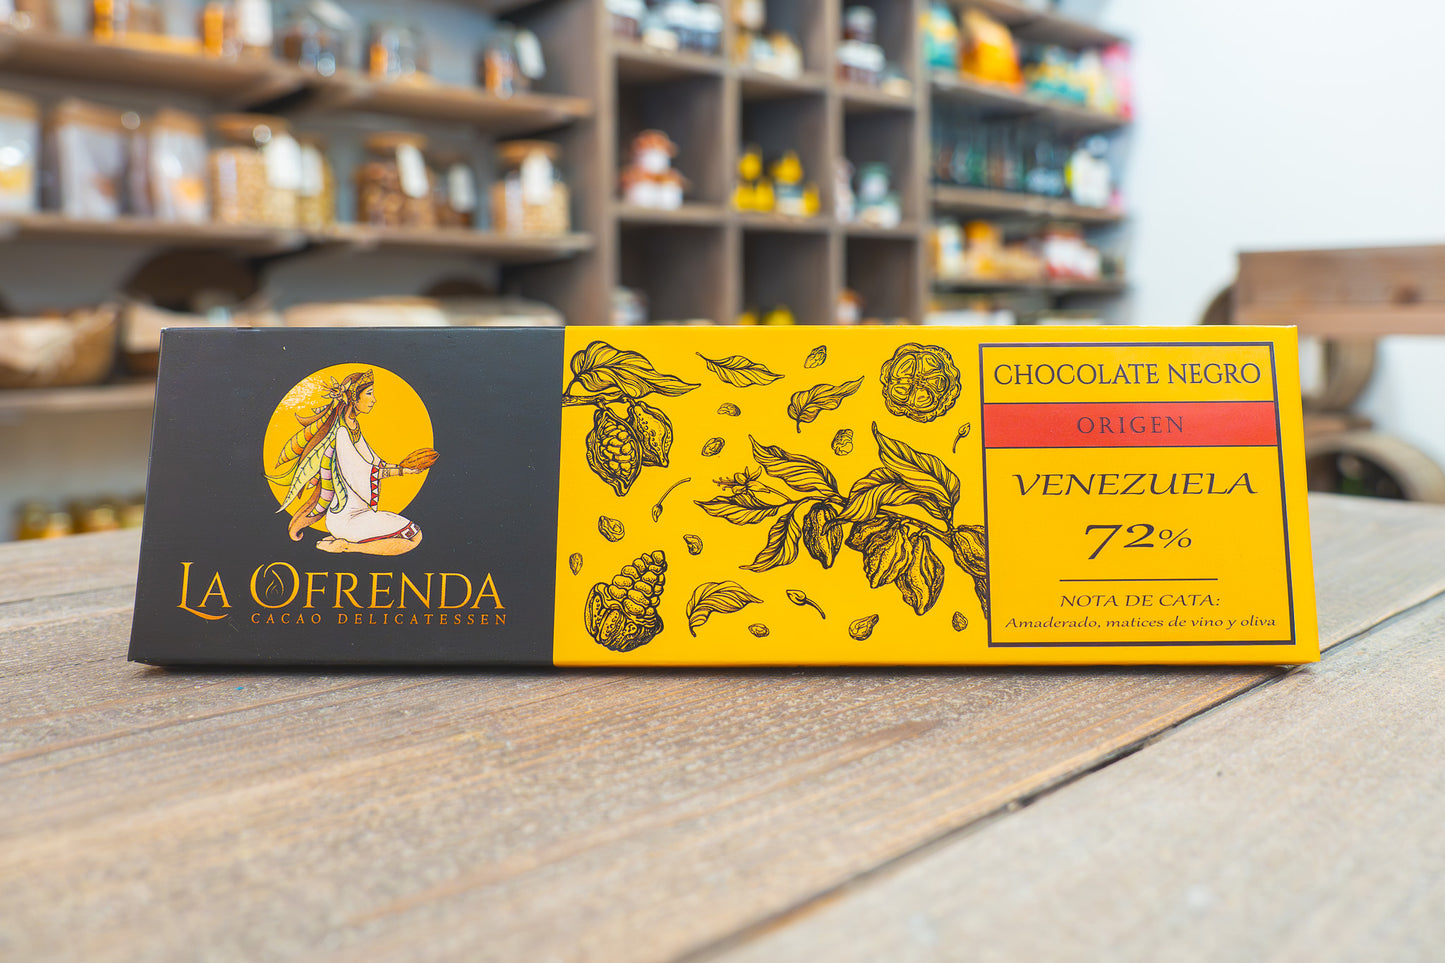 LA OFRENDA
CACAO DELICATESSEN
CHOCOLATE NEGRO
ORIGEN
VENEZUELA
72%
NOTA DE CATA:
Amaderado, matices de vino y oliva